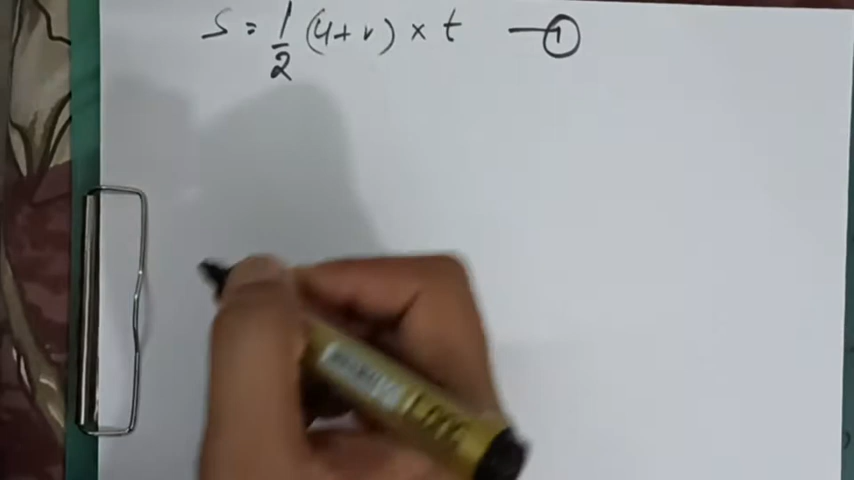 S = 1/2 (u + v) × t —①